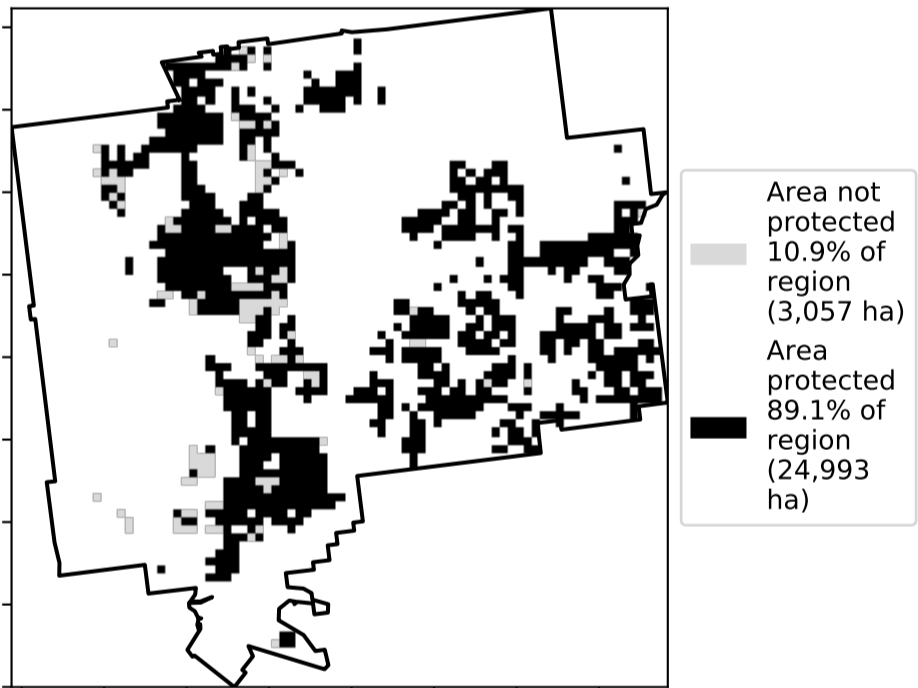 Area not
protected
10.9% of
region
(3,057 ha)
Area
protected
89.1% of
region
(24,993
ha)